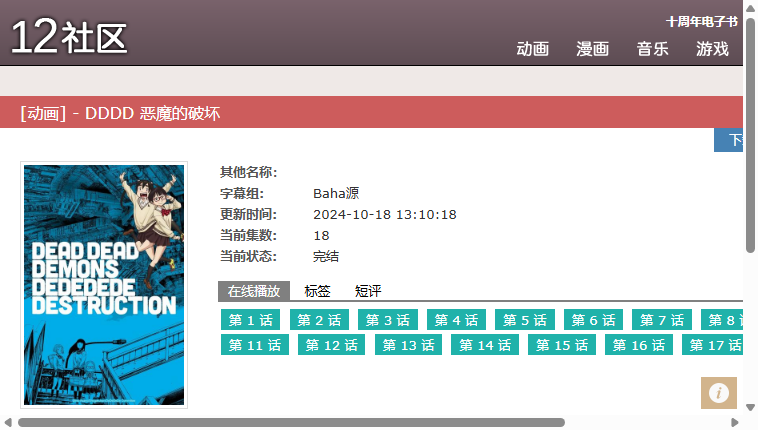 12社区
十周年电子书
动画 漫画 音乐 游戏
[动画] - DDDD 恶魔的破坏
DEAD DEAD
DEMONS
DEDEDEDE
DESTRUCTION
其他名称:
字幕组: Baha源
更新时间: 2024-10-18 13:10:18
当前集数: 18
当前状态: 完结
在线播放 标签 短评
第 1 话 第 2 话 第 3 话 第 4 话 第 5 话 第 6 话 第 7 话 第 8
第 11 话 第 12 话 第 13 话 第 14 话 第 15 话 第 16 话 第 17 话